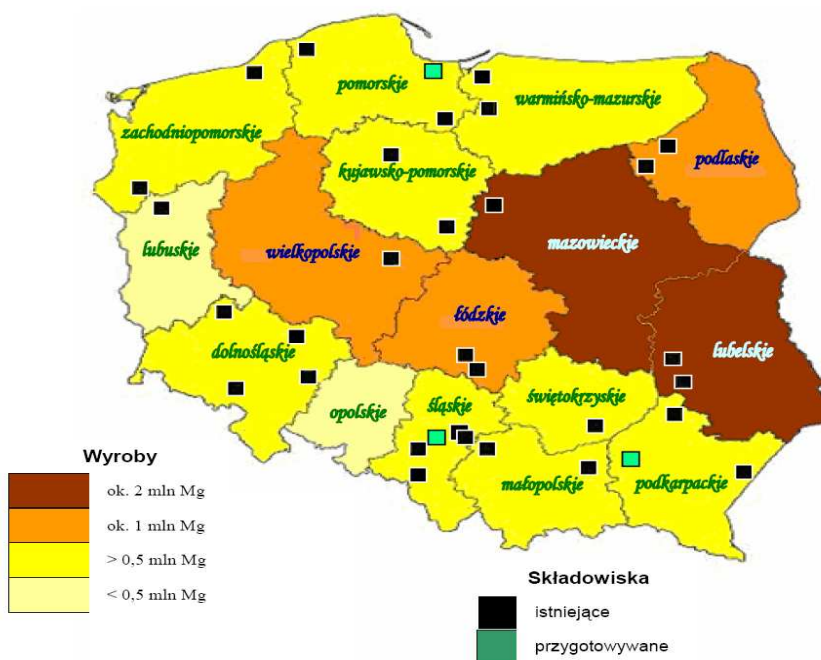 pomorskie
warmińsko-mazurskie
zachodniopomorskie
podlaskie
kujawsko-pomorskie
lubuskie
wielkopolskie
mazowieckie
łódzkie
dolnośląskie
lubelskie
opolskie
śląskie
świętokrzyskie
małopolskie
podkarpackie
Wyroby
ok. 2 mln Mg
ok. 1 mln Mg
> 0,5 mln Mg
< 0,5 mln Mg
Składowiska
istniejące
przygotowywane